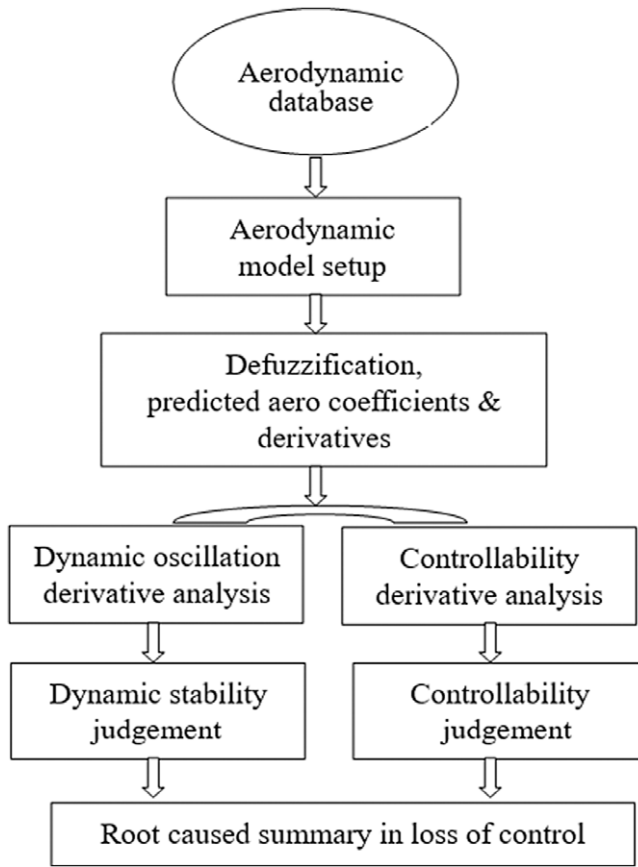 Aerodynamic
database
Aerodynamic
model setup
Defuzzification,
predicted aero coefficients &
derivatives
Dynamic oscillation
derivative analysis
Controllability
derivative analysis
Dynamic stability
judgement
Controllability
judgement
Root caused summary in loss of control